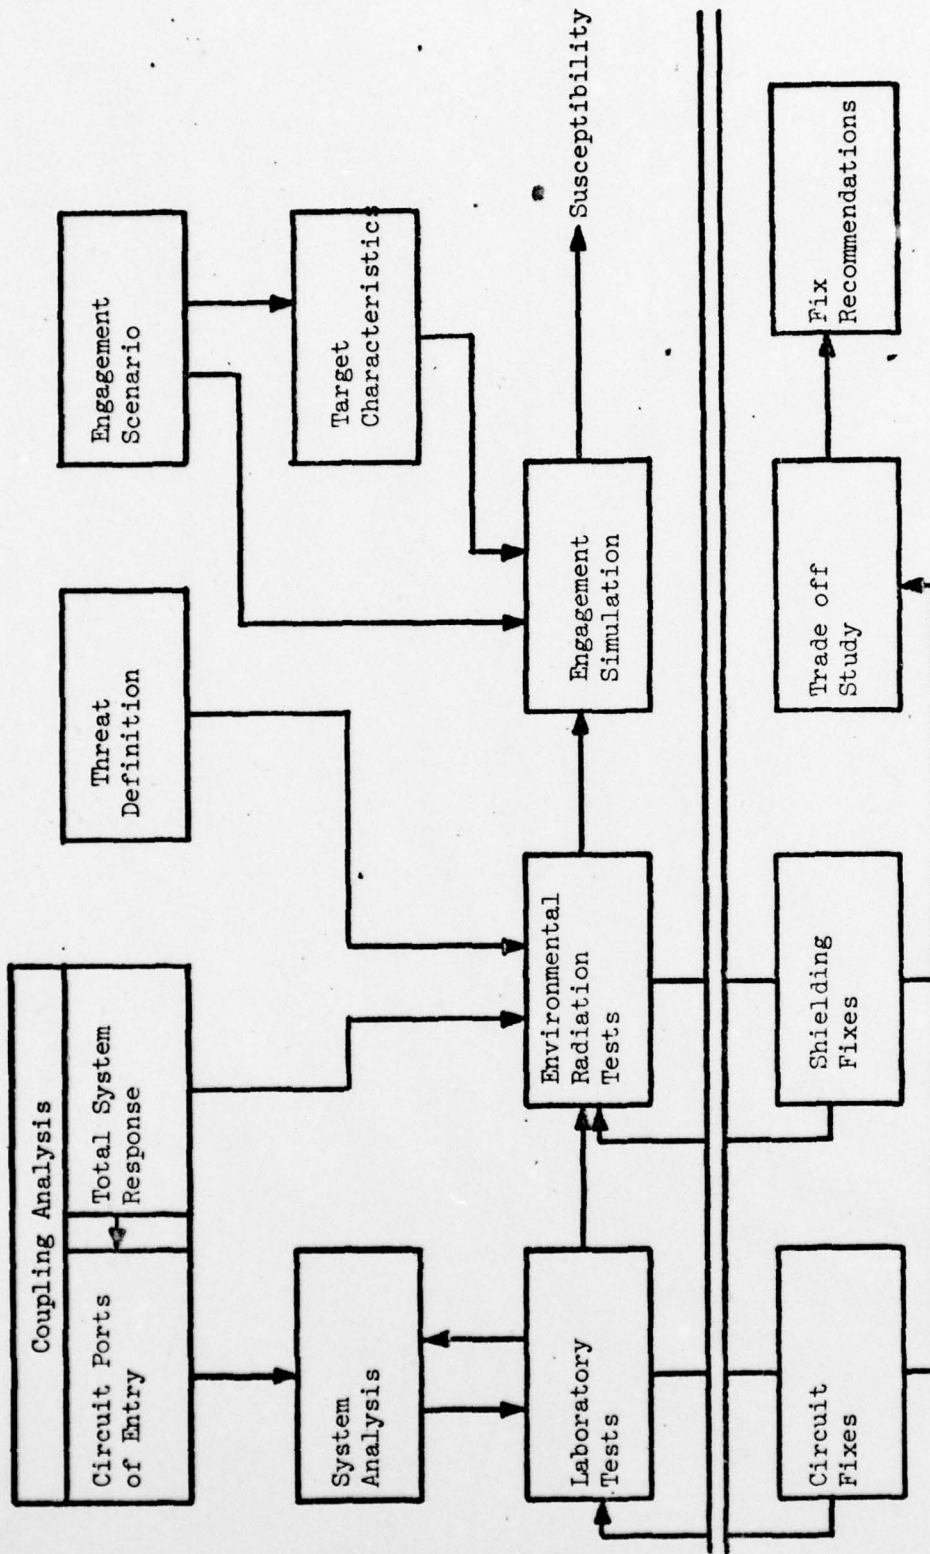 Coupling Analysis
Circuit Ports
of Entry
Total System
Response
Threat
Definition
Engagement
Scenario
System
Analysis
Target
Characteristics
Laboratory
Tests
Environmental
Radiation
Tests
Engagement
Simulation
Susceptibility
Circuit
Fixes
Shielding
Fixes
Trade off
Study
Fix
Recommendations